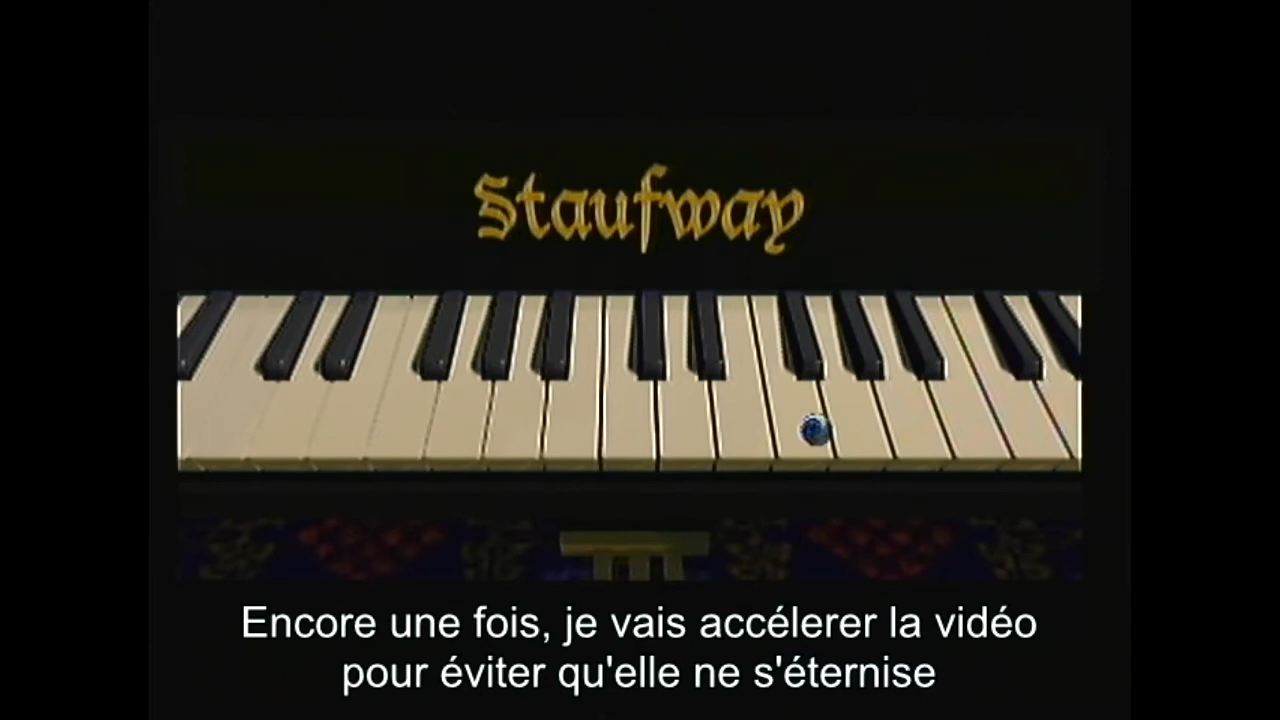 Staufway
Encore une fois, je vais accélerer la vidéo
pour éviter qu'elle ne s'éternise